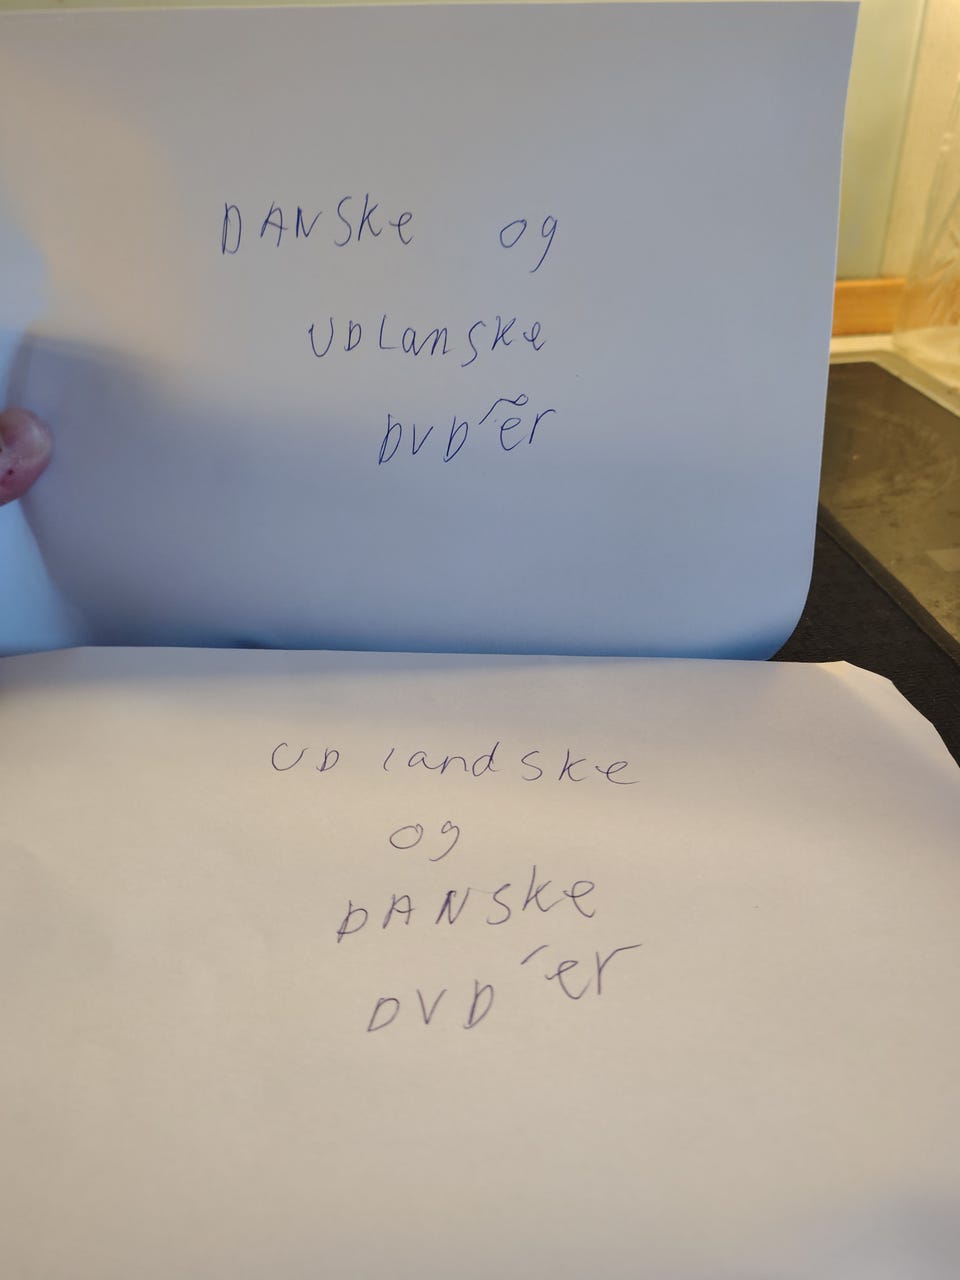 DANSke og
UDLanske
DVD'er
UD landske
og
DANske
DVD'er